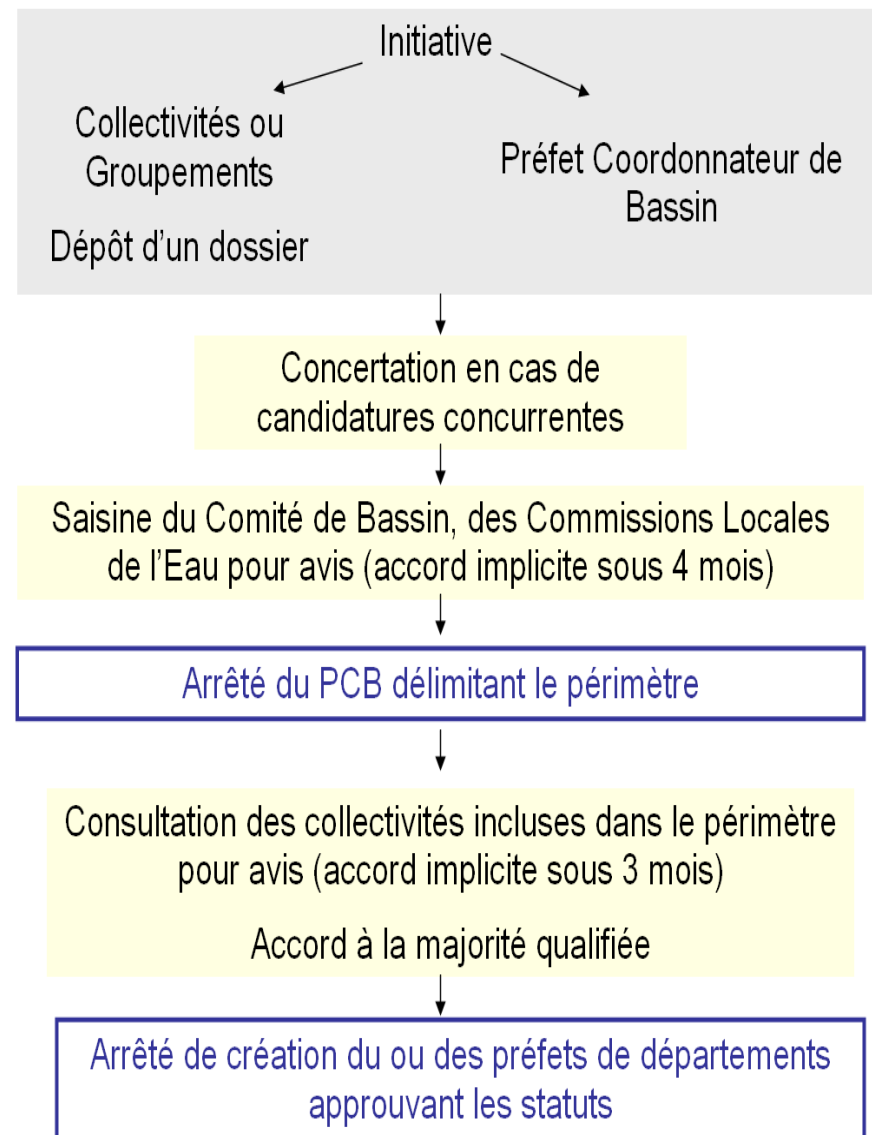 Initiative
Collectivités ou
Groupements
Dépôt d'un dossier
Préfet Coordonnateur de
Bassin
Concertation en cas de
candidatures concurrentes
Saisine du Comité de Bassin, des Commissions Locales
de l'Eau pour avis (accord implicite sous 4 mois)
Arrêté du PCB délimitant le périmètre
Consultation des collectivités incluses dans le périmètre
pour avis (accord implicite sous 3 mois)
Accord à la majorité qualifiée
Arrêté de création du ou des préfets de départements
approuvant les statuts